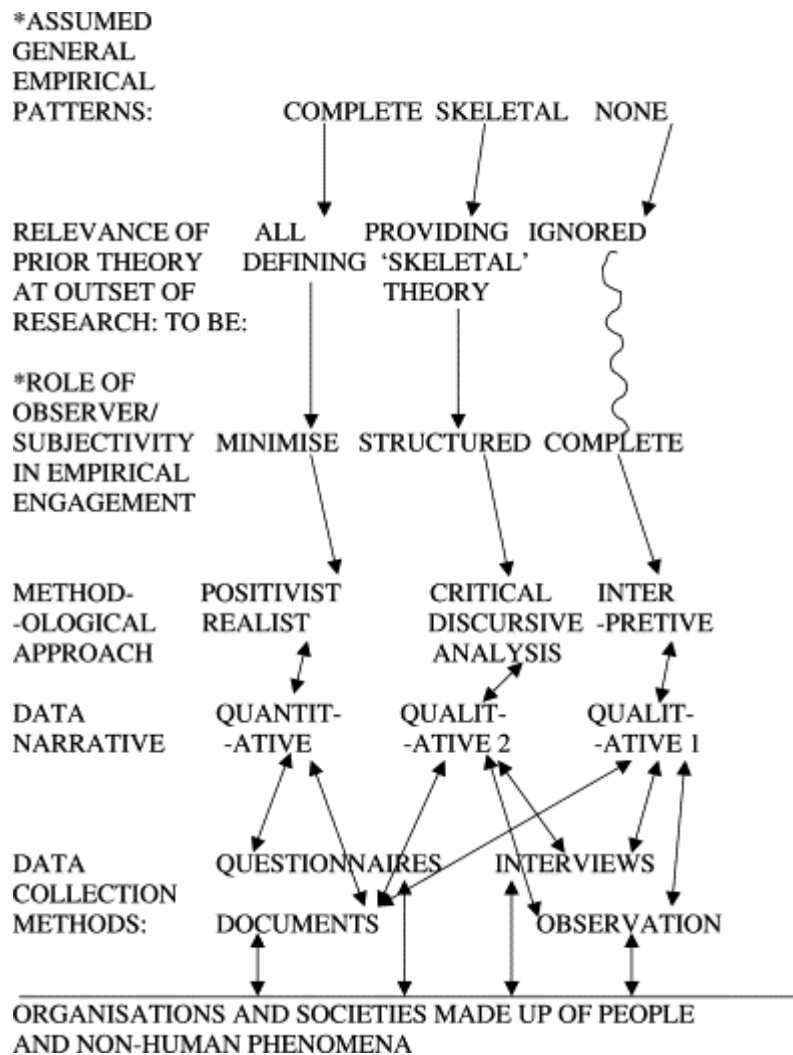 *ASSUMED
GENERAL
EMPIRICAL
PATTERNS: COMPLETE SKELETAL NONE
RELEVANCE OF ALL PROVIDING IGNORED
PRIOR THEORY DEFINING ‘SKELETAL’
AT OUTSET OF THEORY
RESEARCH: TO BE:
*ROLE OF
OBSERVER/
SUBJECTIVITY MINIMISE STRUCTURED COMPLETE
IN EMPIRICAL
ENGAGEMENT
METHOD- POSITIVIST CRITICAL INTER
-OLOGICAL REALIST DISCURSIVE -PRETIVE
APPROACH ANALYSIS
DATA QUANTIT- QUALIT- QUALIT-
NARRATIVE -ATIVE -ATIVE 2 -ATIVE 1
DATA QUESTIONNAIRES INTERVIEWS
COLLECTION
METHODS: DOCUMENTS OBSERVATION
ORGANISATIONS AND SOCIETIES MADE UP OF PEOPLE
AND NON-HUMAN PHENOMENA